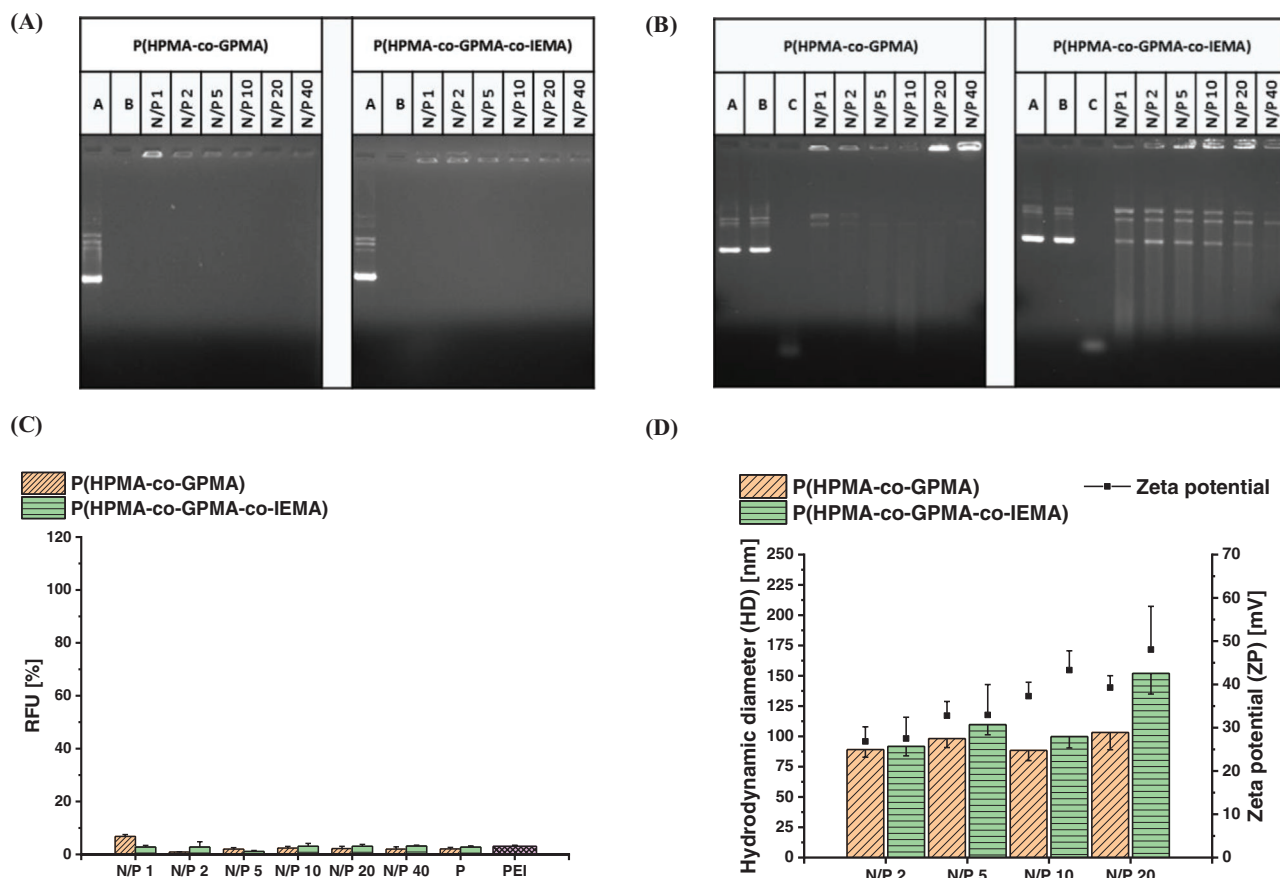 (A)
P(HPMA-co-GPMA) P(HPMA-co-GPMA-co-IEMA)
A B N/P 1 N/P 2 N/P 5 N/P 10 N/P 20 N/P 40 A B N/P 1 N/P 2 N/P 5 N/P 10 N/P 20 N/P 40
(B)
P(HPMA-co-GPMA) P(HPMA-co-GPMA-co-IEMA)
A B C N/P 1 N/P 2 N/P 5 N/P 10 N/P 20 N/P 40 A B C N/P 1 N/P 2 N/P 5 N/P 10 N/P 20 N/P 40
(C)
P(HPMA-co-GPMA)
P(HPMA-co-GPMA-co-IEMA)
RFU [%]
120
100
80
60
40
20
0
N/P 1 N/P 2 N/P 5 N/P 10 N/P 20 N/P 40 P PEI
(D)
P(HPMA-co-GPMA) Zeta potential
P(HPMA-co-GPMA-co-IEMA)
Hydrodynamic diameter (HD) [nm]
250
225
200
175
150
125
100
75
50
25
0
Zeta potential (ZP) [mV]
70
60
50
40
30
20
10
0
N/P 2 N/P 5 N/P 10 N/P 20